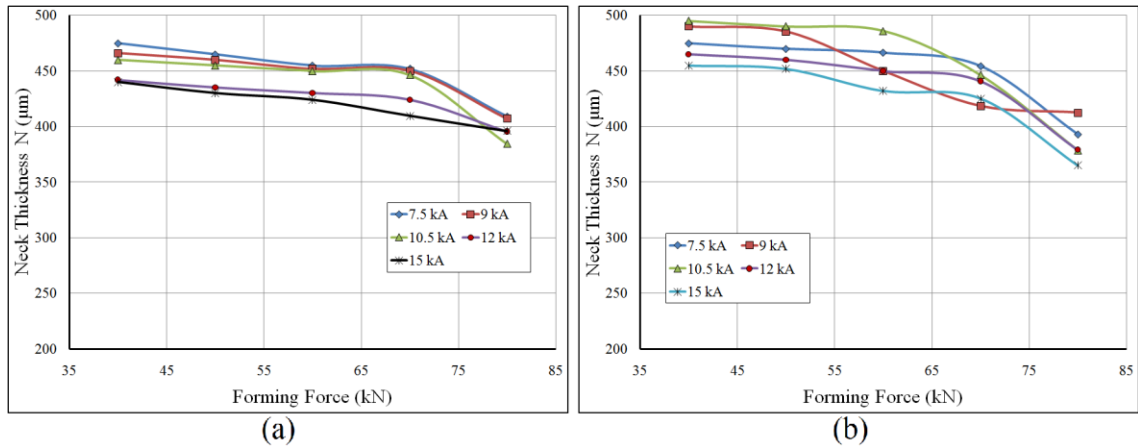 500
450
400
350
300
250
200
Neck Thickness N (μm)
7.5 kA 9 kA
10.5 kA 12 kA
15 kA
35 45 55 65 75 85
Forming Force (kN)
(a)
500
450
400
350
300
250
200
Neck Thickness N (μm)
7.5 kA 9 kA
10.5 kA 12 kA
15 kA
35 45 55 65 75 85
Forming Force (kN)
(b)